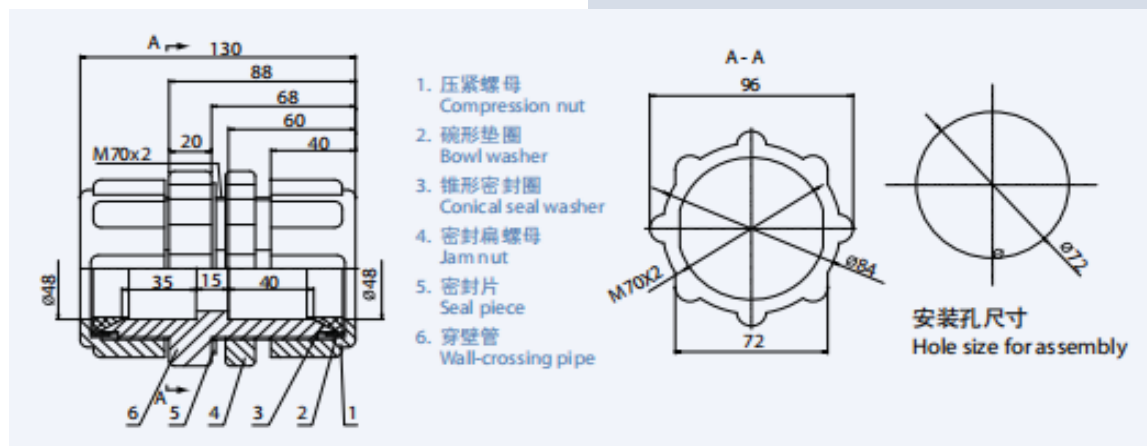 A
130
88
68
60
20
40
M70x2
35
15
40
ø48
ø48
A
6
5
4
3
2
1
1. 压紧螺母
Compression nut
2. 碗形垫圈
Bowl washer
3. 锥形密封圈
Conical seal washer
4. 密封扁螺母
Jam nut
5. 密封片
Seal piece
6. 穿壁管
Wall-crossing pipe
A - A
96
M70X2
ø84
72
ø
ø72
安装孔尺寸
Hole size for assembly